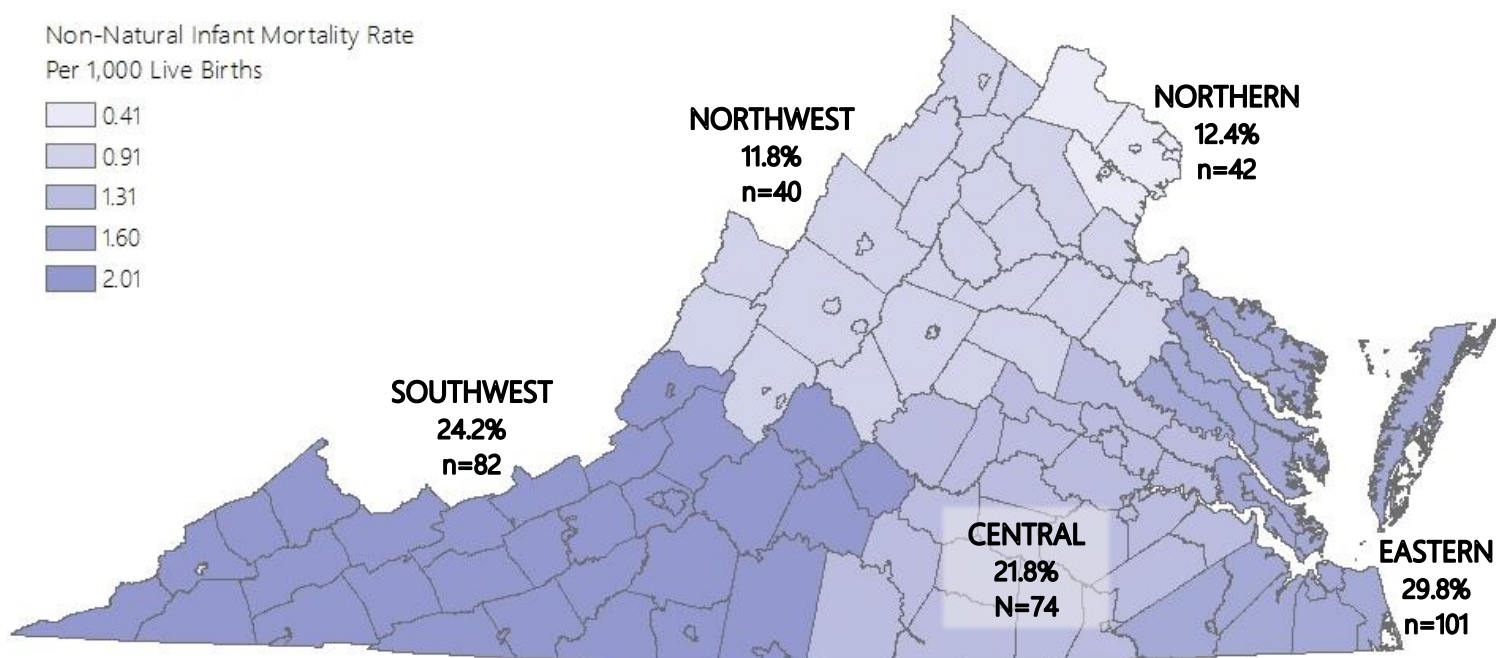 Non-Natural Infant Mortality Rate
Per 1,000 Live Births
0.41
0.91
1.31
1.60
2.01
NORTHWEST
11.8%
n=40
NORTHERN
12.4%
n=42
SOUTHWEST
24.2%
n=82
CENTRAL
21.8%
N=74
EASTERN
29.8%
n=101